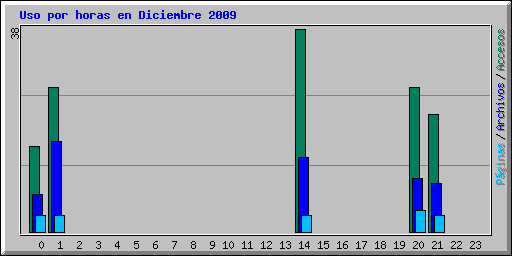 Uso por horas en Diciembre 2009
38
Páginas/Archivos/Accesos
0 1 2 3 4 5 6 7 8 9 10 11 12 13 14 15 16 17 18 19 20 21 22 23